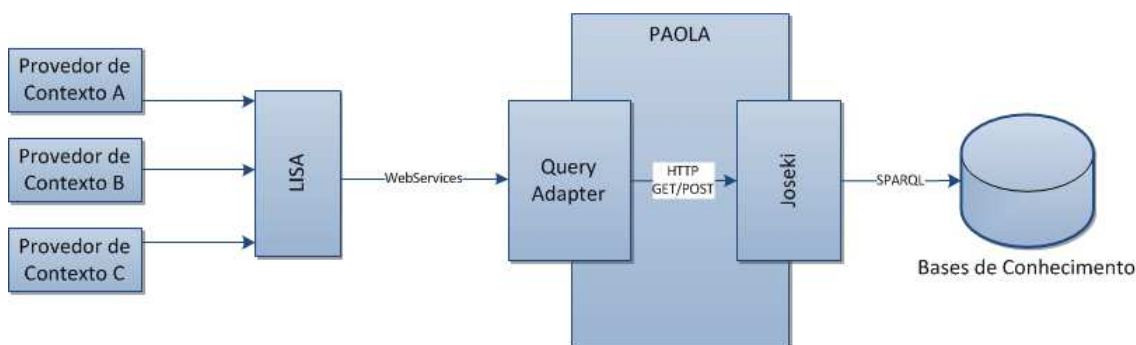 PAOLA
Provedor de
Contexto A
Provedor de
Contexto B
Provedor de
Contexto C
LISA
WebServices
Query
Adapter
HTTP
GET/POST
Joseki
SPARQL
Bases de Conhecimento